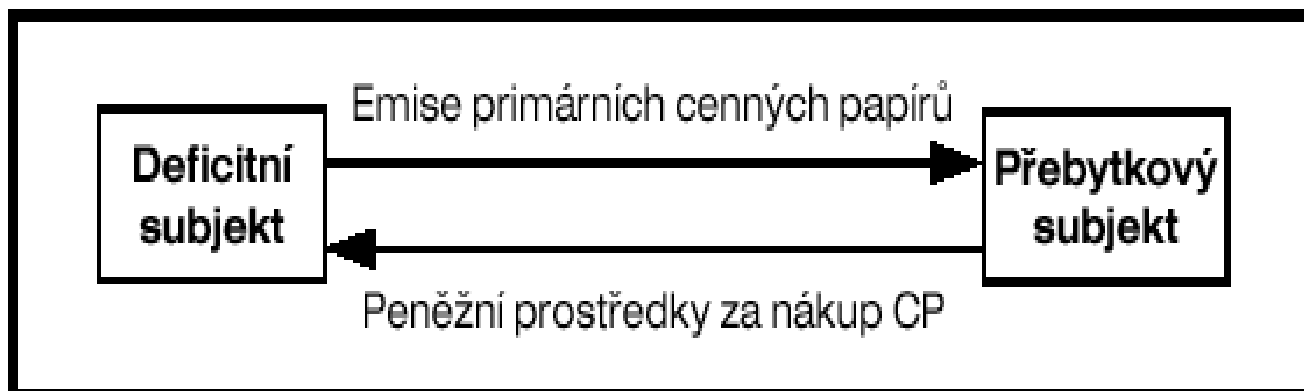 Emise primárních cenných papírů
Deficitní
subjekt
Přebytkový
subjekt
Peněžní prostředky za nákup CP